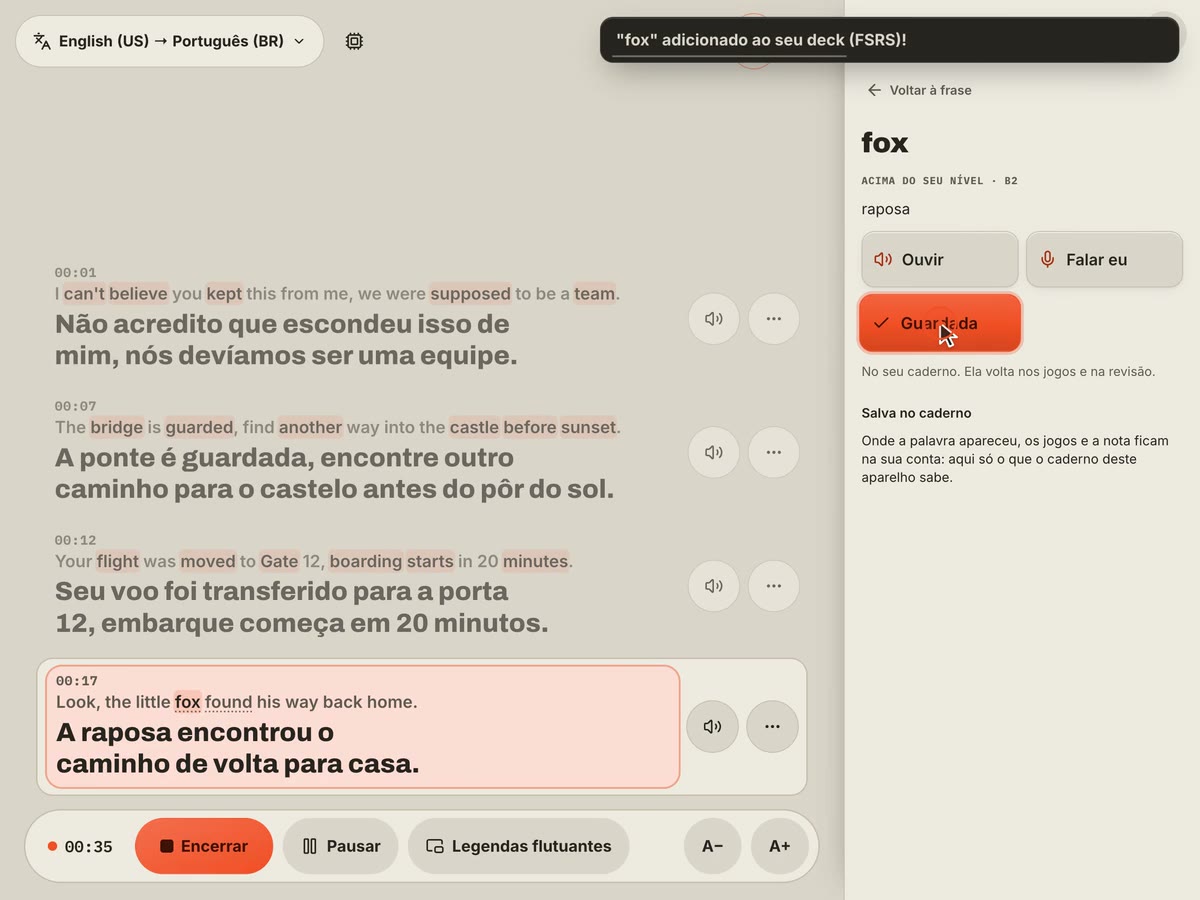 English (US) → Português (BR)
"fox" adicionado ao seu deck (FSRS)!
00:01
I can't believe you kept this from me, we were supposed to be a team.
Não acredito que escondeu isso de
mim, nós devíamos ser uma equipe.
00:07
The bridge is guarded, find another way into the castle before sunset.
A ponte é guardada, encontre outro
caminho para o castelo antes do pôr do sol.
00:12
Your flight was moved to Gate 12, boarding starts in 20 minutes.
Seu voo foi transferido para a porta
12, embarque começa em 20 minutos.
00:17
Look, the little fox found his way back home.
A raposa encontrou o
caminho de volta para casa.
00:35
Encerrar
Pausar
Legendas flutuantes
A−
A+
Voltar à frase
fox
ACIMA DO SEU NÍVEL · B2
raposa
Ouvir
Falar eu
Guardada
No seu caderno. Ela volta nos jogos e na revisão.
Salva no caderno
Onde a palavra apareceu, os jogos e a nota ficam
na sua conta: aqui só o que o caderno deste
aparelho sabe.